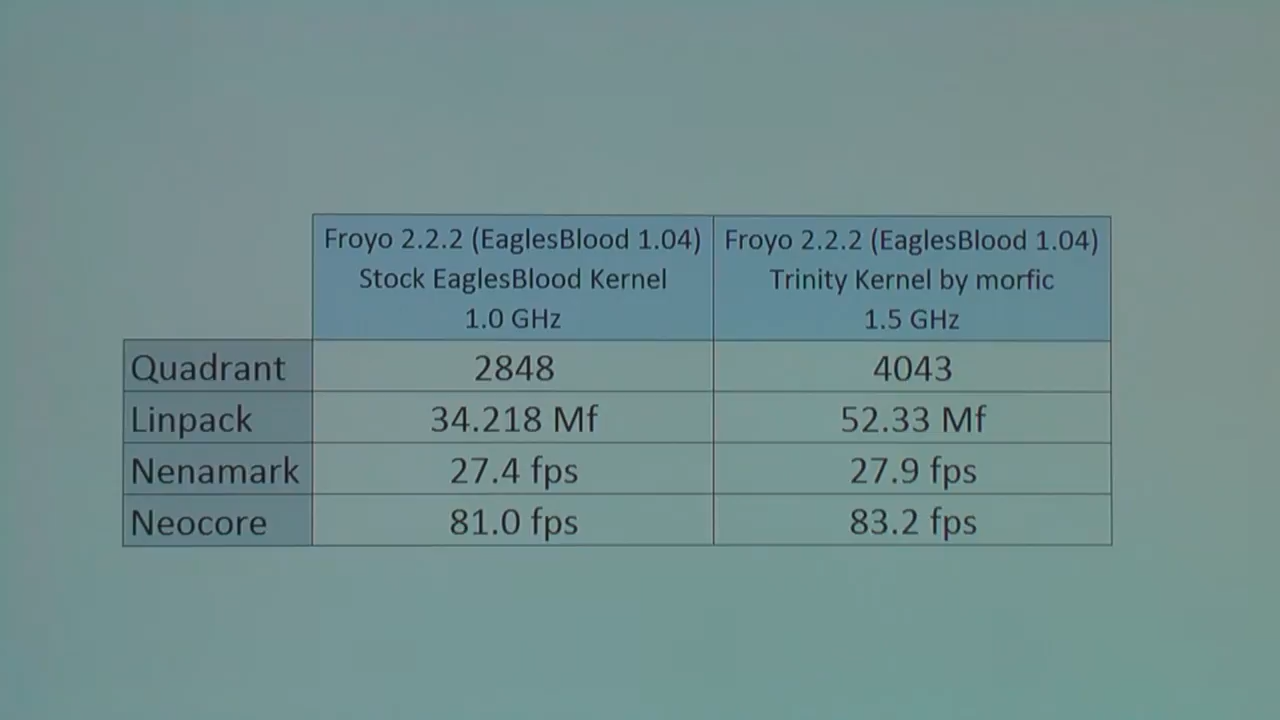 Froyo 2.2.2 (EaglesBlood 1.04)
Stock EaglesBlood Kernel
1.0 GHz
Froyo 2.2.2 (EaglesBlood 1.04)
Trinity Kernel by morfic
1.5 GHz
Quadrant 2848 4043
Linpack 34.218 Mf 52.33 Mf
Nenamark 27.4 fps 27.9 fps
Neocore 81.0 fps 83.2 fps